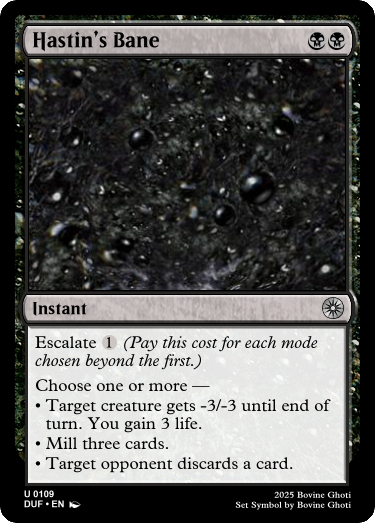 Hastin's Bane
Instant
Escalate 1 (Pay this cost for each mode
chosen beyond the first.)
Choose one or more —
• Target creature gets -3/-3 until end of
turn. You gain 3 life.
• Mill three cards.
• Target opponent discards a card.
U 0109
DUF • EN
2025 Bovine Ghoti
Set Symbol by Bovine Ghoti